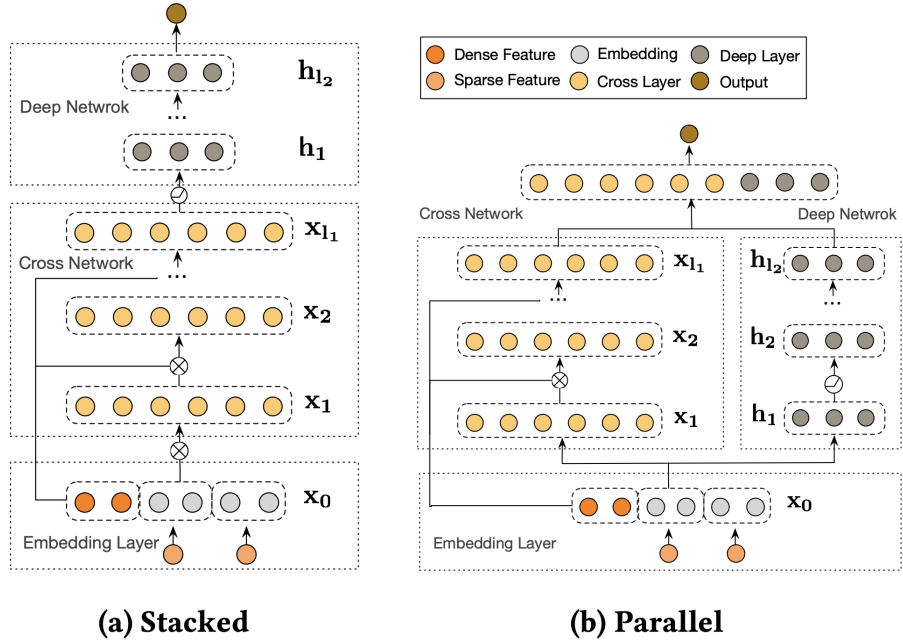 h_{l_2}
Deep Netwrok
...
h_1
x_{l_1}
Cross Network
...
x_2
x_1
x_0
Embedding Layer
(a) Stacked
Dense Feature Embedding Deep Layer
Sparse Feature Cross Layer Output
Cross Network Deep Netwrok
x_{l_1} h_{l_2}
... ...
x_2 h_2
x_1 h_1
x_0
Embedding Layer
(b) Parallel